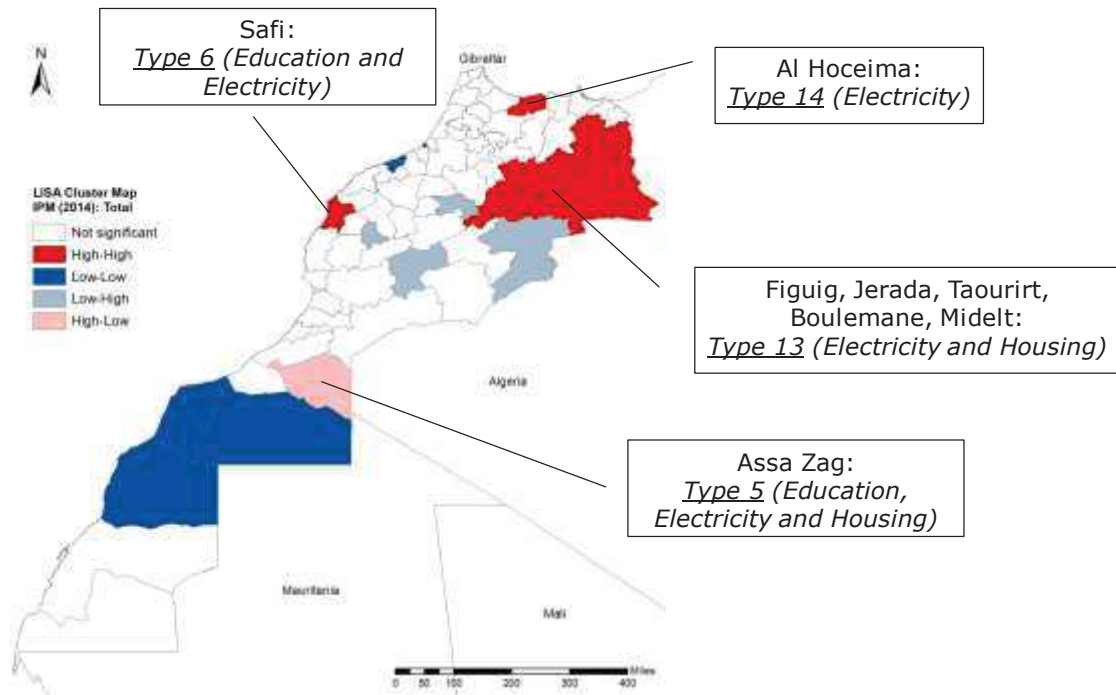 Safi:
Type 6 (Education and
Electricity)
N
Gibraltar
Al Hoceima:
Type 14 (Electricity)
LISA Cluster Map
IPM (2014): Total
Not significant
High-High
Low-Low
Low-High
High-Low
Figuig, Jerada, Taourirt,
Boulemane, Midelt:
Type 13 (Electricity and Housing)
Algeria
Assa Zag:
Type 5 (Education,
Electricity and Housing)
Mauritania
Mali
Miles
0 50 100 200 300 400